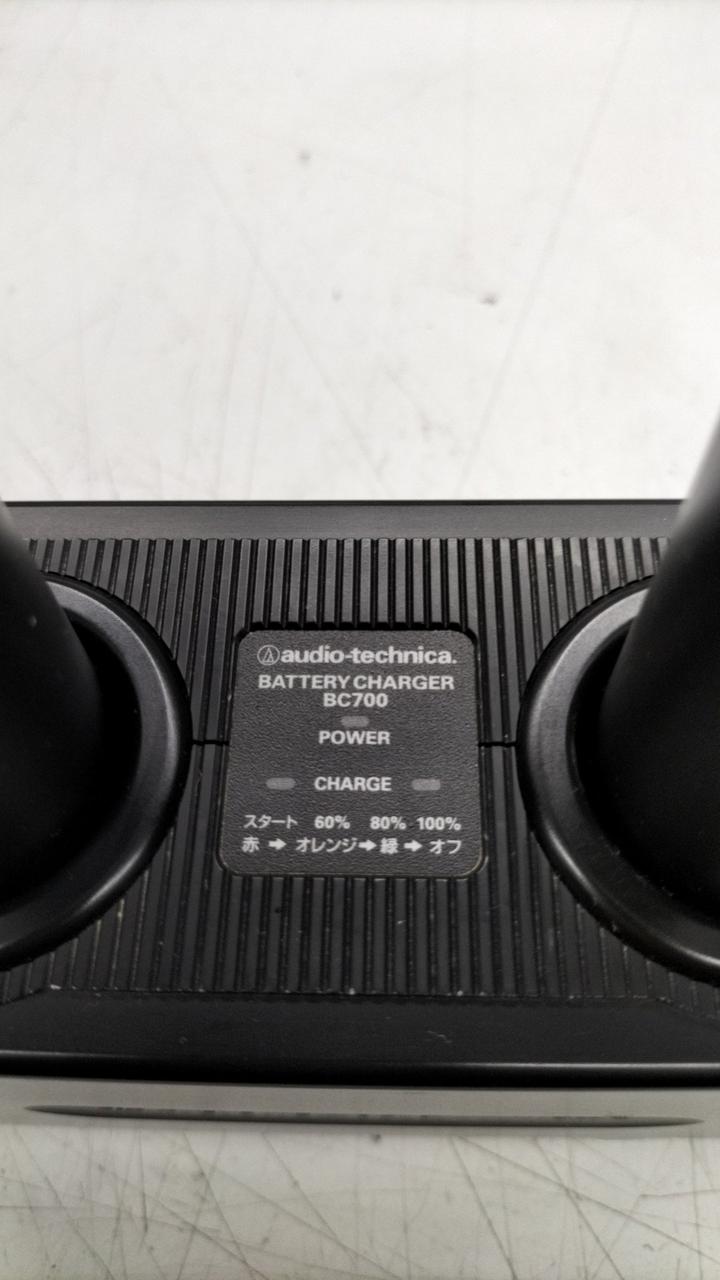 audio-technica.
BATTERY CHARGER
BC700
POWER
CHARGE
スタート 60% 80% 100%
赤 ➡ オレンジ ➡ 緑 ➡ オフ